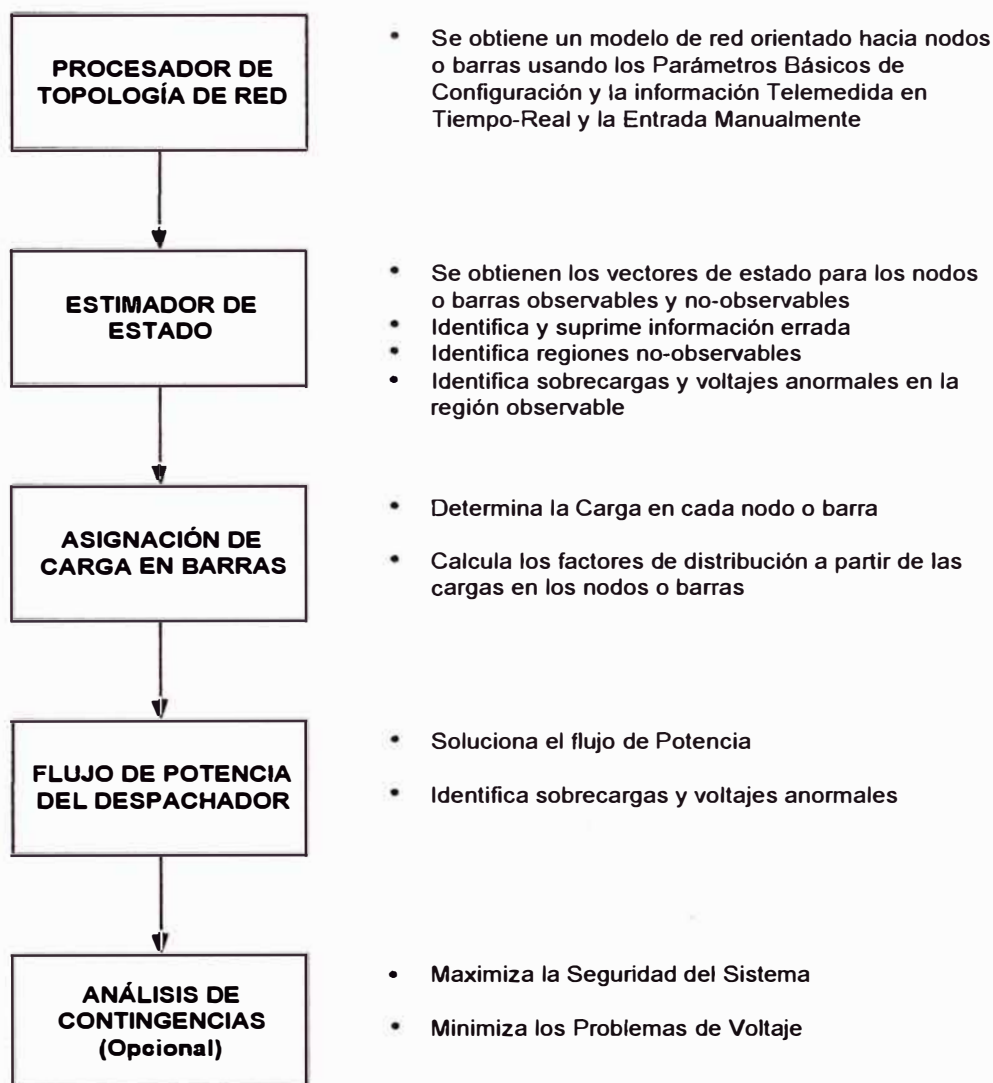 PROCESADOR DE
TOPOLOGÍA DE RED
• Se obtiene un modelo de red orientado hacia nodos
o barras usando los Parámetros Básicos de
Configuración y la información Telemedida en
Tiempo-Real y la Entrada Manualmente
ESTIMADOR DE
ESTADO
• Se obtienen los vectores de estado para los nodos
o barras observables y no-observables
• Identifica y suprime información errada
• Identifica regiones no-observables
• Identifica sobrecargas y voltajes anormales en la
región observable
ASIGNACIÓN DE
CARGA EN BARRAS
• Determina la Carga en cada nodo o barra
• Calcula los factores de distribución a partir de las
cargas en los nodos o barras
FLUJO DE POTENCIA
DEL DESPACHADOR
• Soluciona el flujo de Potencia
• Identifica sobrecargas y voltajes anormales
ANÁLISIS DE
CONTINGENCIAS
(Opcional)
• Maximiza la Seguridad del Sistema
• Minimiza los Problemas de Voltaje